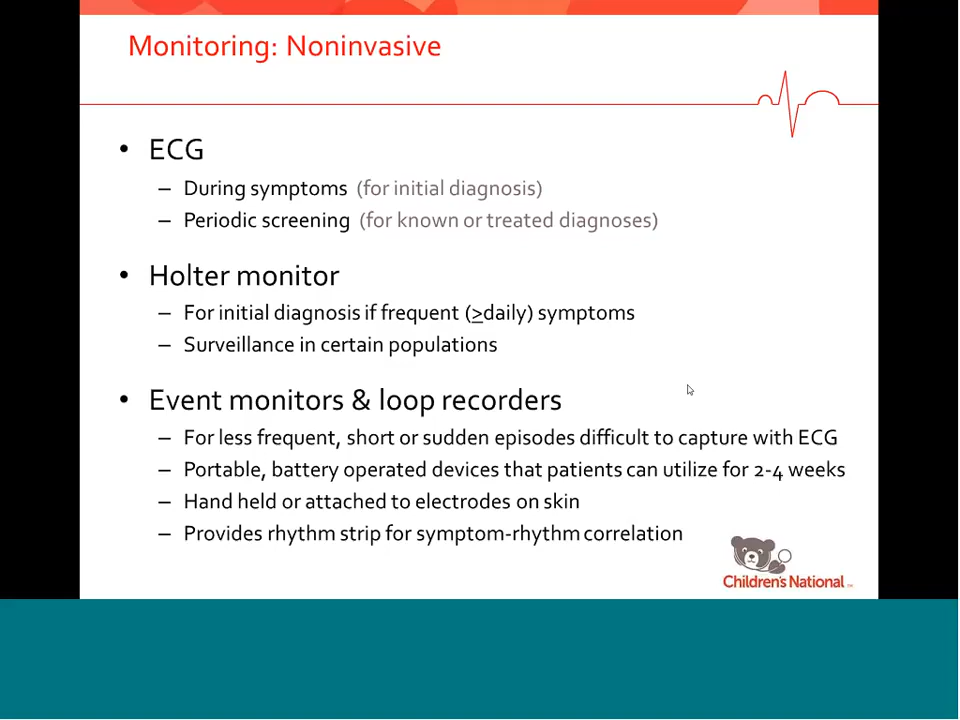 Monitoring: Noninvasive
• ECG
– During symptoms (for initial diagnosis)
– Periodic screening (for known or treated diagnoses)
• Holter monitor
– For initial diagnosis if frequent (≥daily) symptoms
– Surveillance in certain populations
• Event monitors & loop recorders
– For less frequent, short or sudden episodes difficult to capture with ECG
– Portable, battery operated devices that patients can utilize for 2-4 weeks
– Hand held or attached to electrodes on skin
– Provides rhythm strip for symptom-rhythm correlation
Children's National